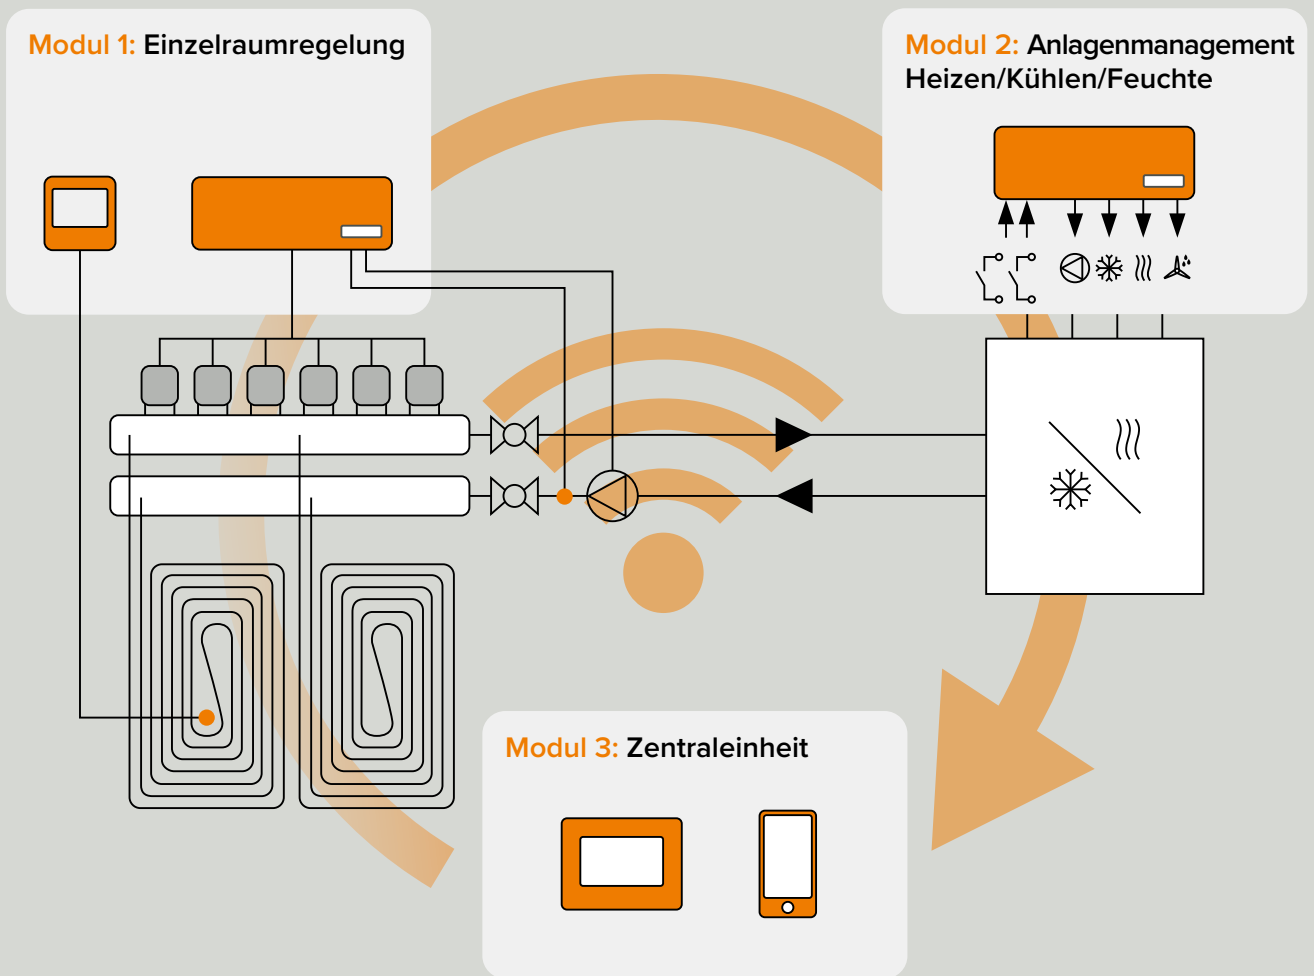 Modul 1: Einzelraumregelung
Modul 2: Anlagenmanagement
Heizen/Kühlen/Feuchte
Modul 3: Zentraleinheit